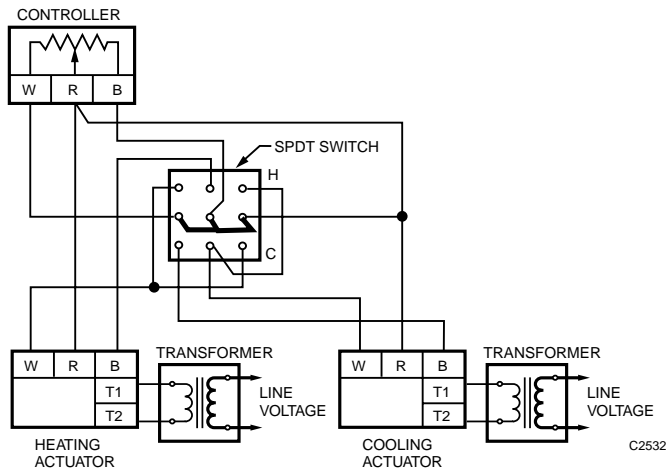 CONTROLLER
W R B
SPDT SWITCH
H
C
W R B
T1
T2
TRANSFORMER
LINE
VOLTAGE
HEATING
ACTUATOR
W R B
T1
T2
TRANSFORMER
LINE
VOLTAGE
COOLING
ACTUATOR
C2532